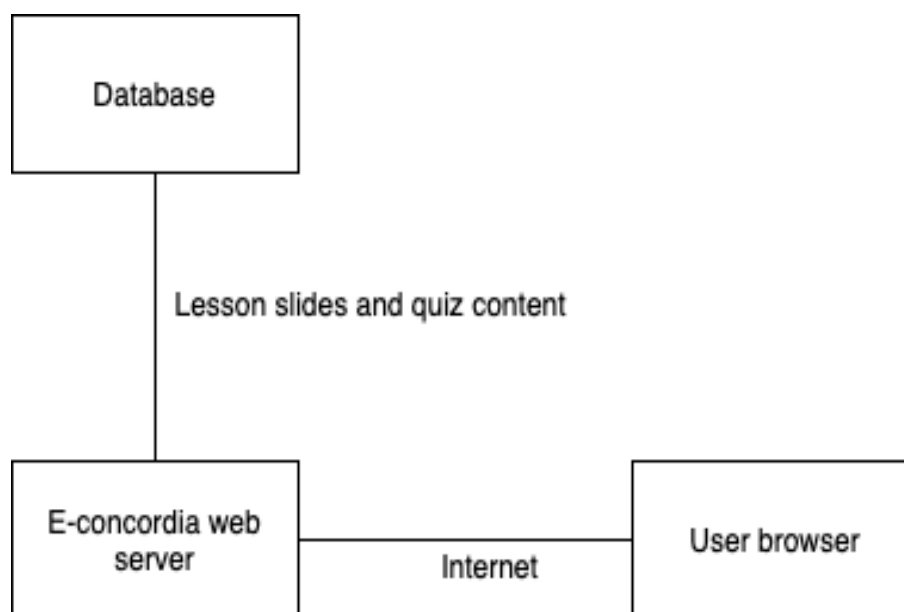 Database
Lesson slides and quiz content
E-concordia web
server
Internet
User browser